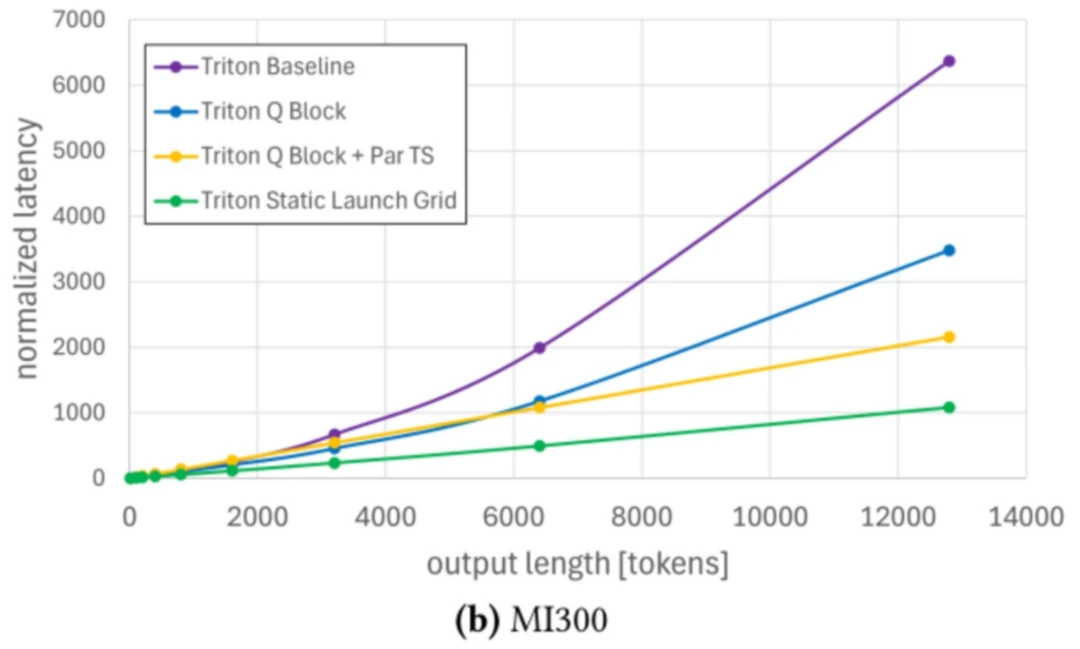 7000
6000
5000
4000
3000
2000
1000
0
normalized latency
Triton Baseline
Triton Q Block
Triton Q Block + Par TS
Triton Static Launch Grid
0 2000 4000 6000 8000 10000 12000 14000
output length [tokens]
(b) MI300